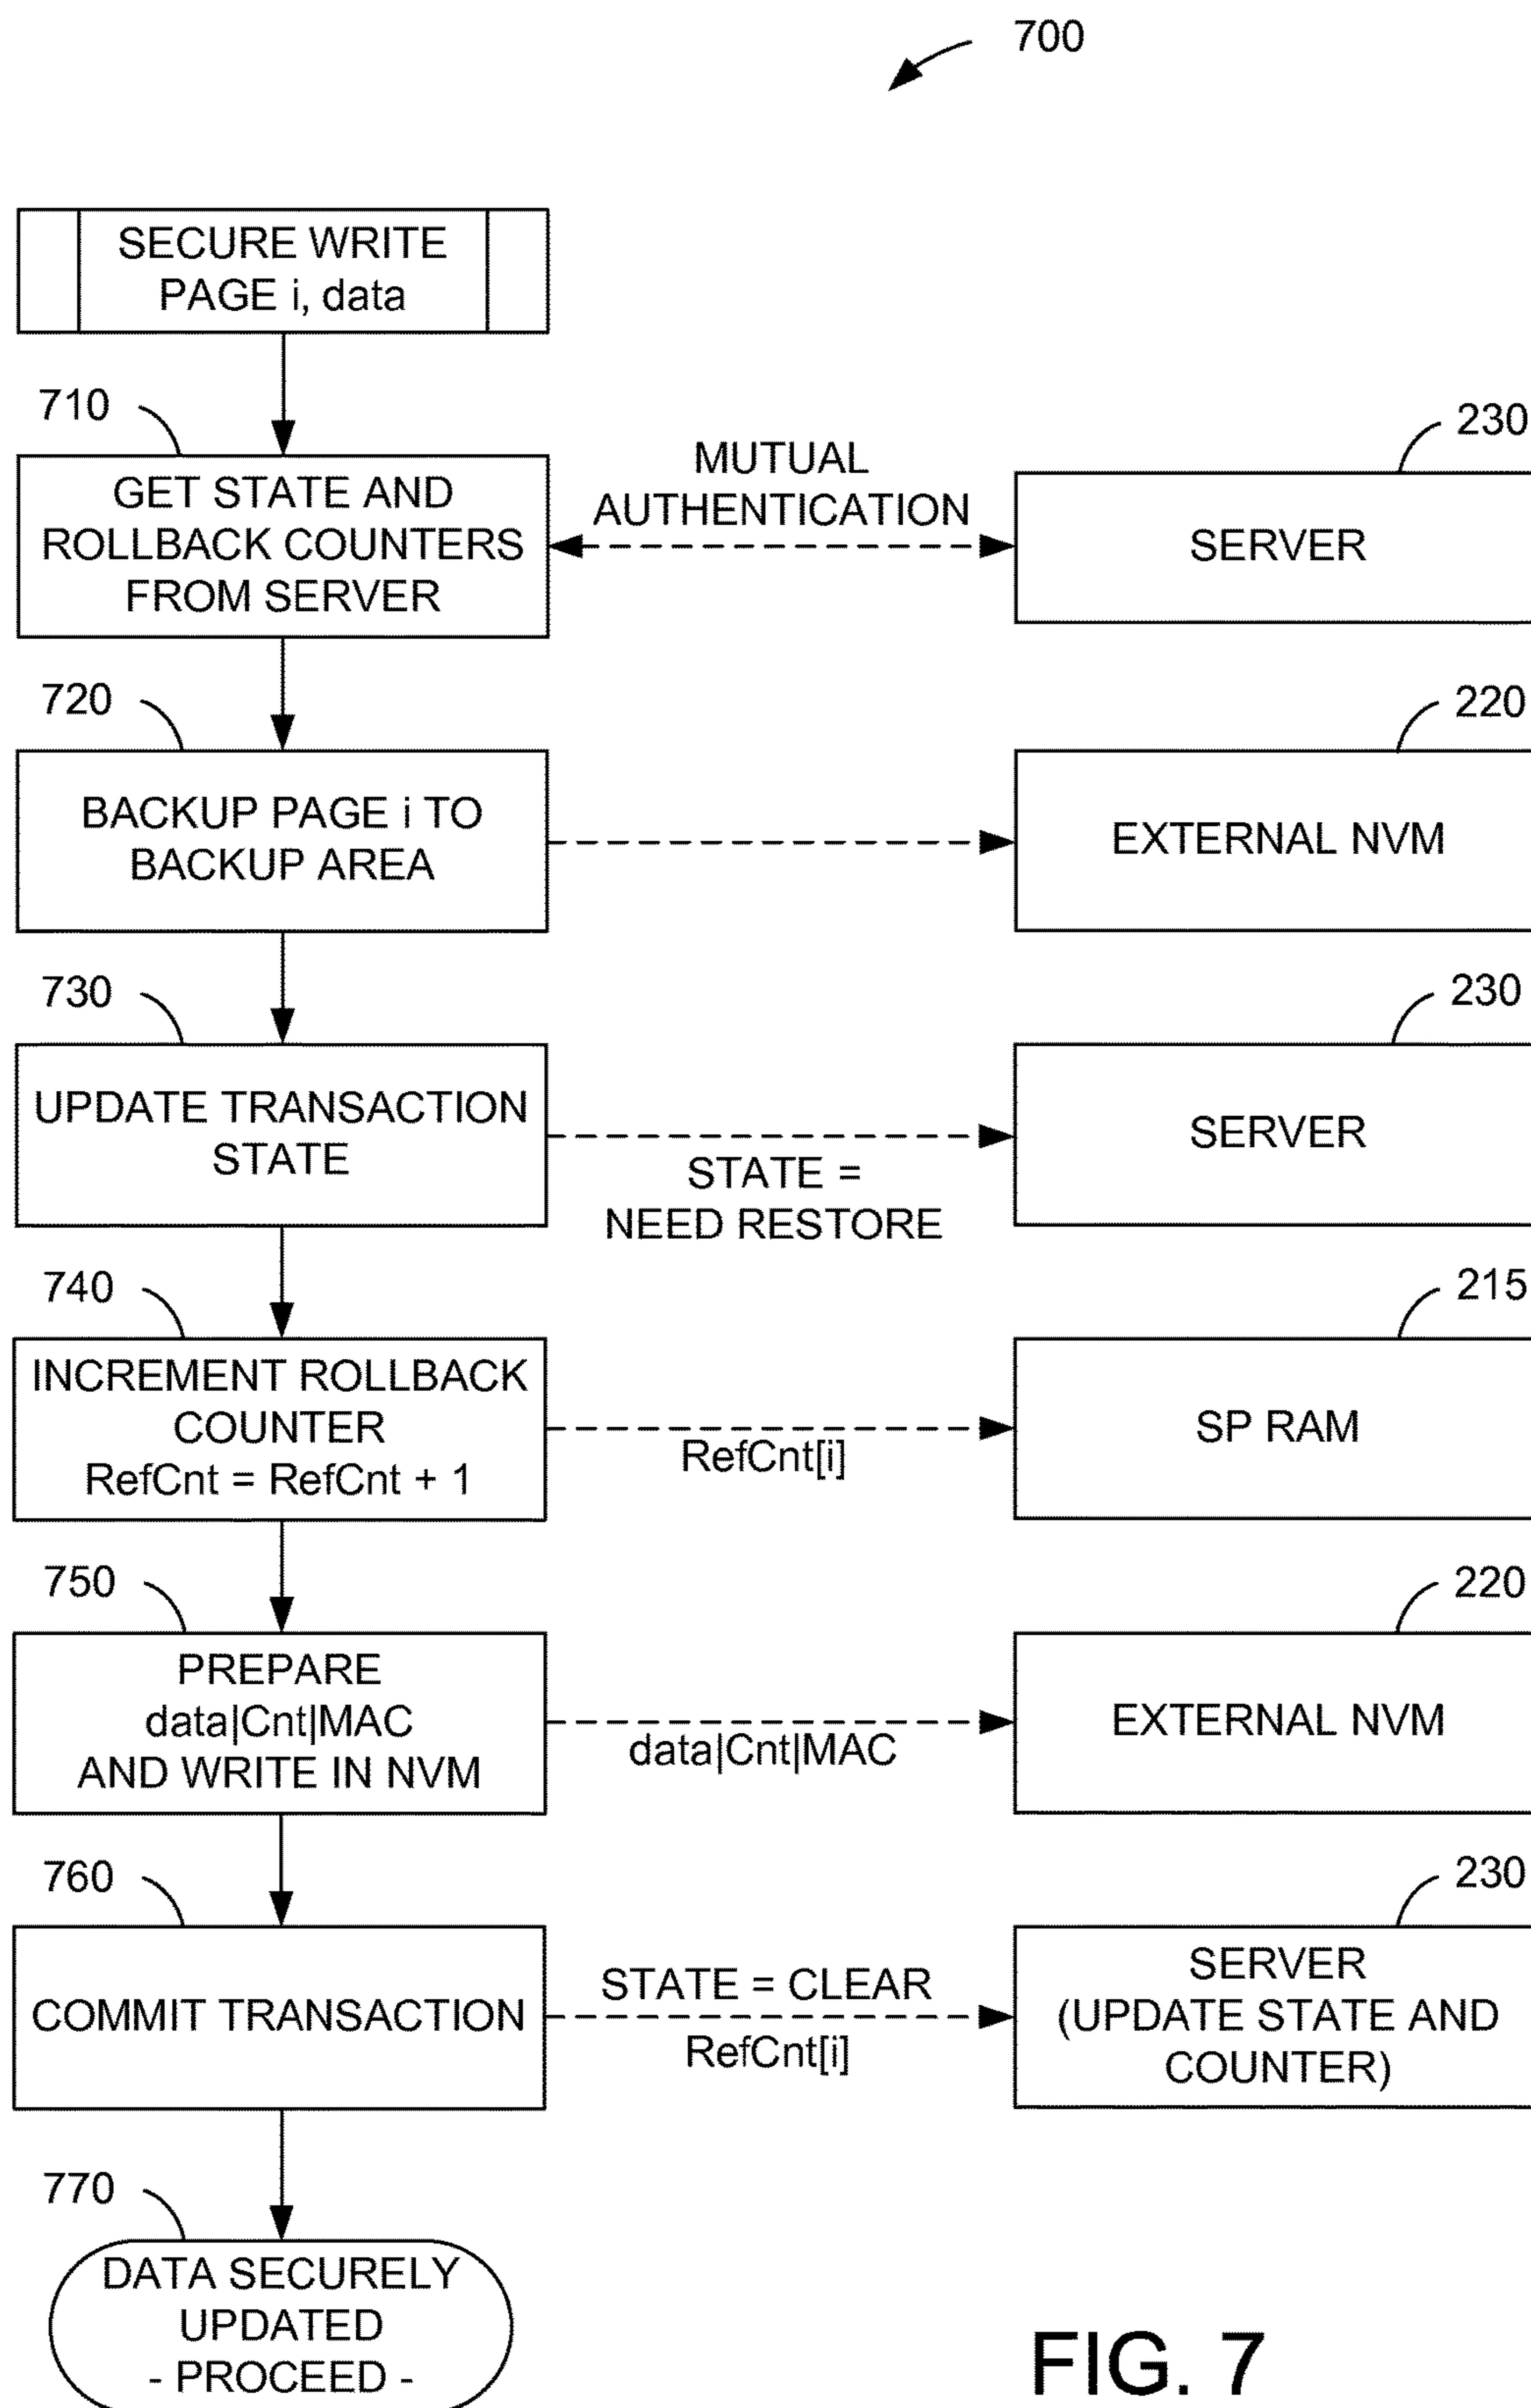 700
SECURE WRITE
PAGE i, data
710
GET STATE AND
ROLLBACK COUNTERS
FROM SERVER
MUTUAL
AUTHENTICATION
230
SERVER
720
BACKUP PAGE i TO
BACKUP AREA
220
EXTERNAL NVM
730
UPDATE TRANSACTION
STATE
STATE =
NEED RESTORE
230
SERVER
740
INCREMENT ROLLBACK
COUNTER
RefCnt = RefCnt + 1
RefCnt[i]
215
SP RAM
750
PREPARE
data|Cnt|MAC
AND WRITE IN NVM
data|Cnt|MAC
220
EXTERNAL NVM
760
COMMIT TRANSACTION
STATE = CLEAR
RefCnt[i]
230
SERVER
(UPDATE STATE AND
COUNTER)
770
DATA SECURELY
UPDATED
- PROCEED -
FIG. 7